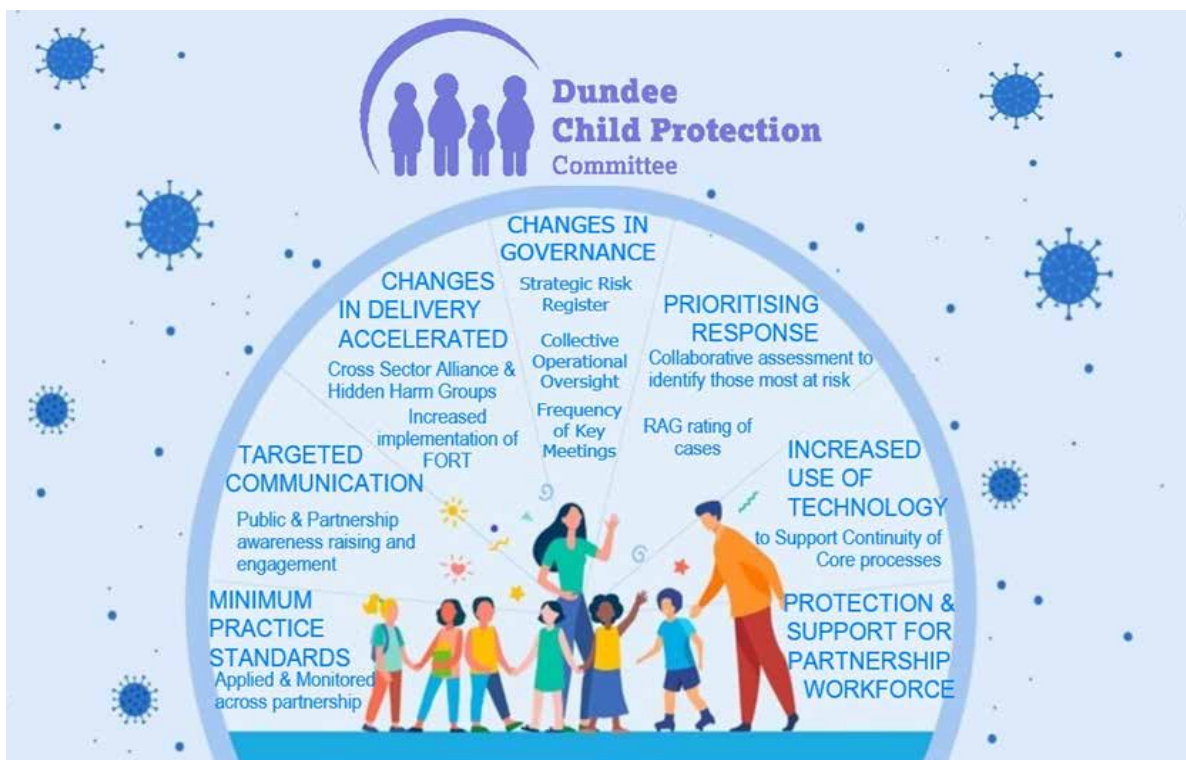 Dundee
Child Protection
Committee
CHANGES IN
GOVERNANCE
Strategic Risk
Register
Collective
Operational
Oversight
Frequency
of Key
Meetings
CHANGES
IN DELIVERY
ACCELERATED
Cross Sector Alliance &
Hidden Harm Groups
Increased
implementation of
FORT
PRIORITISING
RESPONSE
Collaborative assessment to
identify those most at risk
RAG rating of
cases
TARGETED
COMMUNICATION
Public & Partnership
awareness raising and
engagement
INCREASED
USE OF
TECHNOLOGY
to Support Continuity of
Core processes
MINIMUM
PRACTICE
STANDARDS
Applied & Monitored
across partnership
PROTECTION &
SUPPORT FOR
PARTNERSHIP
WORKFORCE